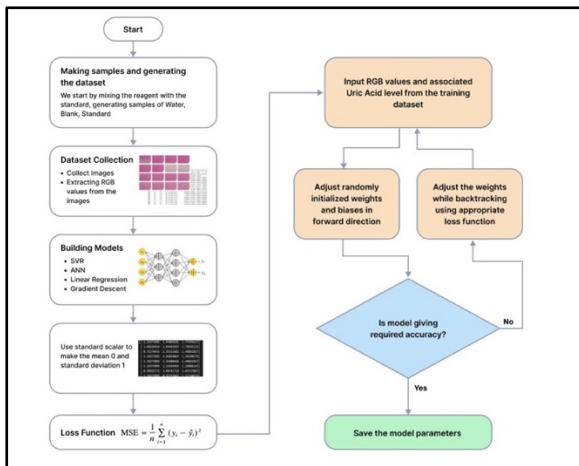 Start
Making samples and generating
the dataset
We start by mixing the reagent with the
standard, generating samples of Water,
Blank, Standard
Dataset Collection
• Collect Images
• Extracting RGB
values from the
images
Building Models
• SVR
• ANN
• Linear Regression
• Gradient Descent
Use standard scalar to
make the mean 0 and
standard deviation 1
Loss Function MSE = 1/n ∑ i=1 n (yᵢ − ỹᵢ)²
Input RGB values and associated
Uric Acid level from the training
dataset
Adjust randomly
initialized weights
and biases in
forward direction
Adjust the weights
while backtracking
using appropriate
loss function
Is model giving
required accuracy?
No
Yes
Save the model parameters